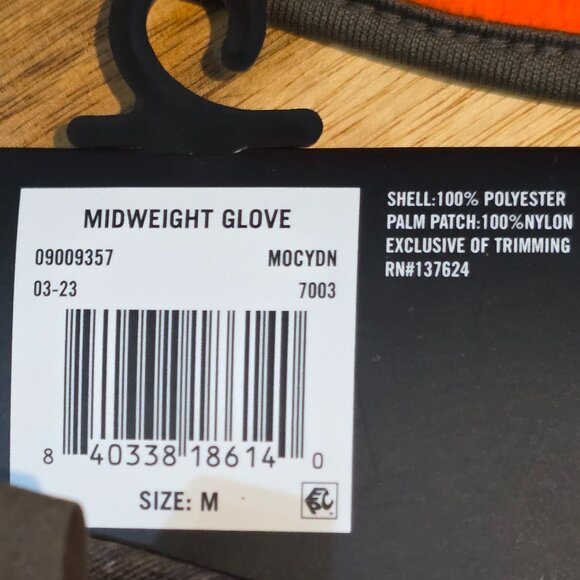 MIDWEIGHT GLOVE
09009357 MOCYDN
03-23 7003
8 40338 18614 0
SIZE: M
SHELL:100% POLYESTER
PALM PATCH:100%NYLON
EXCLUSIVE OF TRIMMING
RN#137624